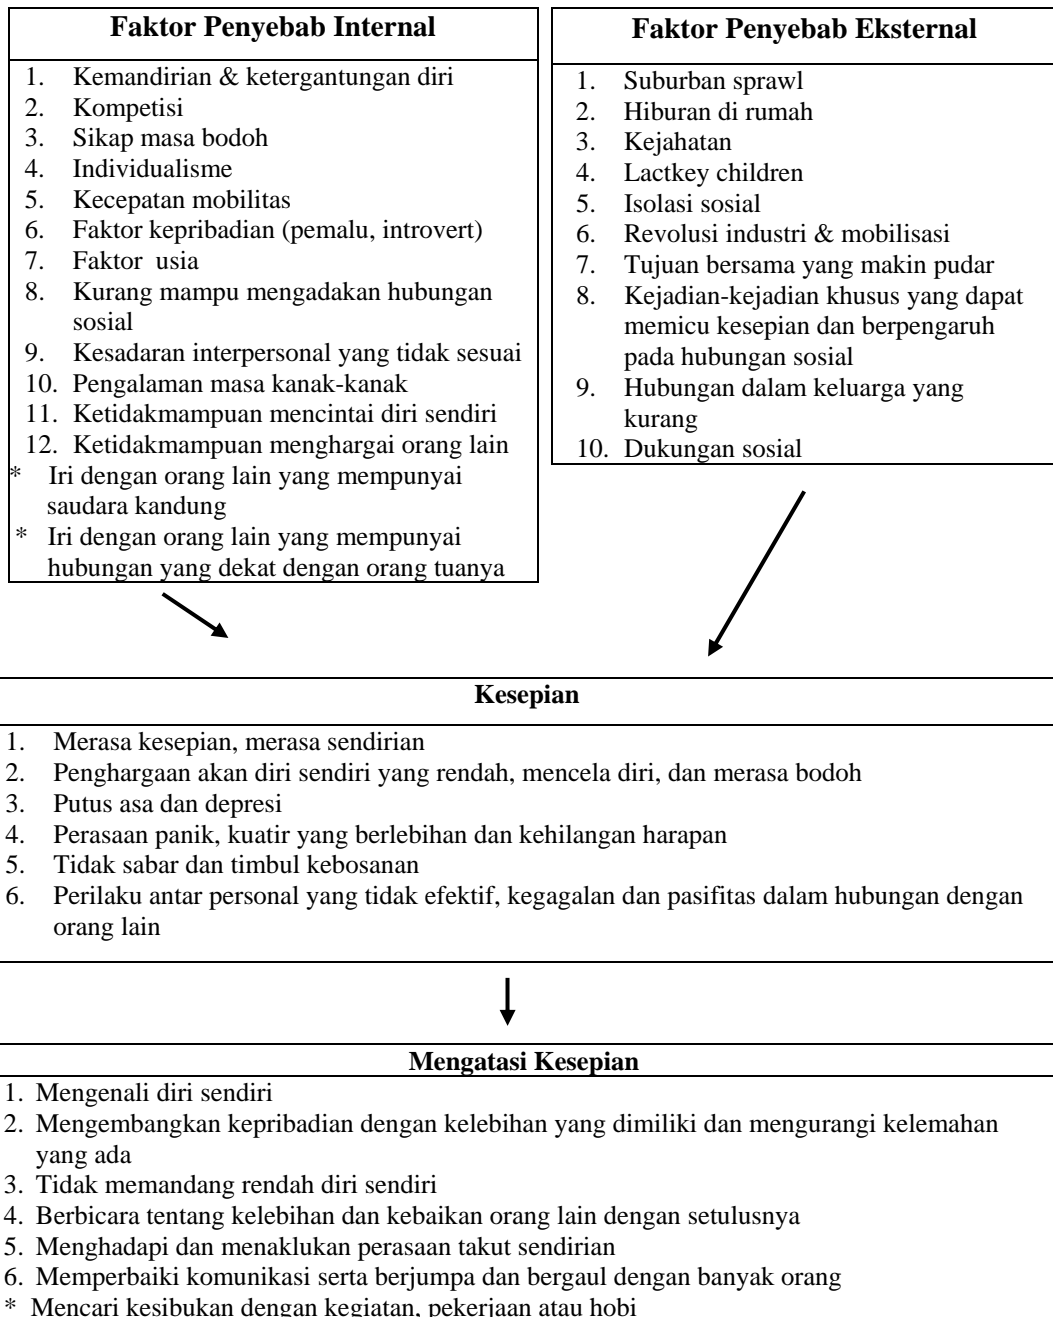 Faktor Penyebab Internal
1. Kemandirian & ketergantungan diri
2. Kompetisi
3. Sikap masa bodoh
4. Individualisme
5. Kecepatan mobilitas
6. Faktor kepribadian (pemalu, introvert)
7. Faktor usia
8. Kurang mampu mengadakan hubungan
sosial
9. Kesadaran interpersonal yang tidak sesuai
10. Pengalaman masa kanak-kanak
11. Ketidakmampuan mencintai diri sendiri
12. Ketidakmampuan menghargai orang lain
* Iri dengan orang lain yang mempunyai
saudara kandung
* Iri dengan orang lain yang mempunyai
hubungan yang dekat dengan orang tuanya
Faktor Penyebab Eksternal
1. Suburban sprawl
2. Hiburan di rumah
3. Kejahatan
4. Lactkey children
5. Isolasi sosial
6. Revolusi industri & mobilisasi
7. Tujuan bersama yang makin pudar
8. Kejadian-kejadian khusus yang dapat
memicu kesepian dan berpengaruh
pada hubungan sosial
9. Hubungan dalam keluarga yang
kurang
10. Dukungan sosial
Kesepian
1. Merasa kesepian, merasa sendirian
2. Penghargaan akan diri sendiri yang rendah, mencela diri, dan merasa bodoh
3. Putus asa dan depresi
4. Perasaan panik, kuatir yang berlebihan dan kehilangan harapan
5. Tidak sabar dan timbul kebosanan
6. Perilaku antar personal yang tidak efektif, kegagalan dan pasifitas dalam hubungan dengan
orang lain
Mengatasi Kesepian
1. Mengenali diri sendiri
2. Mengembangkan kepribadian dengan kelebihan yang dimiliki dan mengurangi kelemahan
yang ada
3. Tidak memandang rendah diri sendiri
4. Berbicara tentang kelebihan dan kebaikan orang lain dengan setulusnya
5. Menghadapi dan menaklukan perasaan takut sendirian
6. Memperbaiki komunikasi serta berjumpa dan bergaul dengan banyak orang
* Mencari kesibukan dengan kegiatan, pekerjaan atau hobi